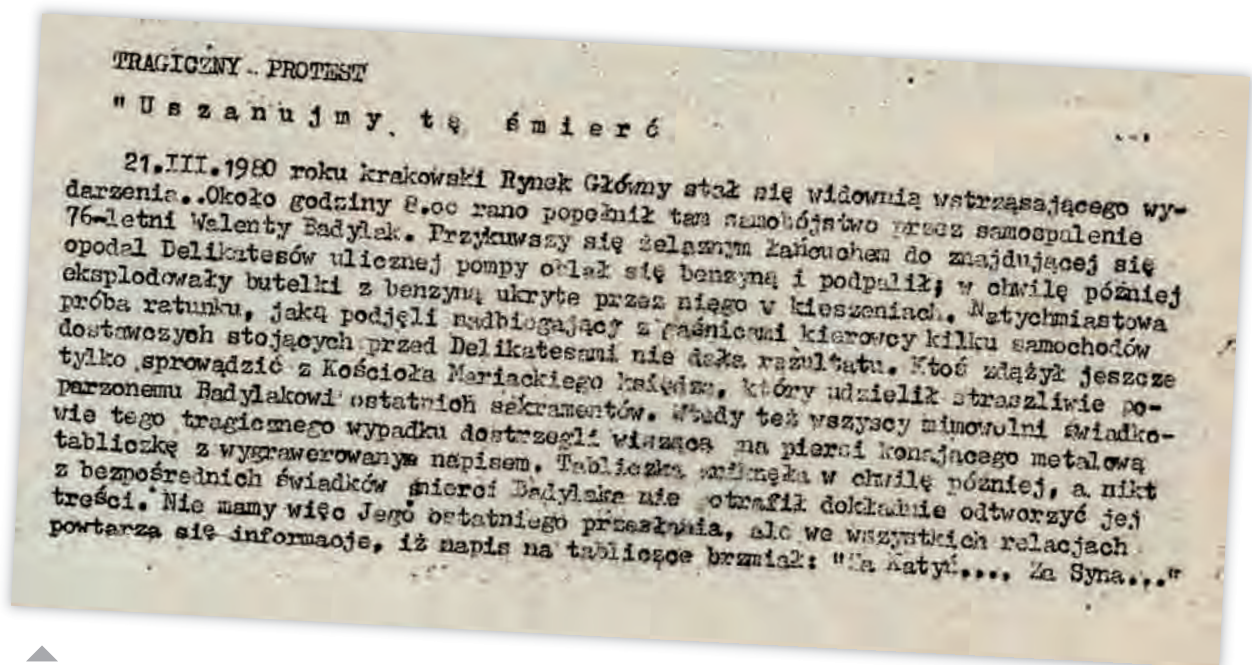 TRAGICZNY PROTEST
"Uszanujmy tę śmierć ...
21.III.1980 roku krakowski Rynek Główny stał się widownią wstrząsającego wy-
darzenia..Około godziny 8.oo rano popełnił tam samobójstwo przez samospalenie
76-letni Walenty Badylak. Przykuwszy się żelaznym łańcuchem do znajdującej się
opodal Delikatesów ulicznej pompy oblał się benzyną i podpalił; w chwilę później
eksplodowały butelki z benzyną ukryte przez niego w kieszeniach. Natychmiastowa
próba ratunku, jaką podjęli nadbiegający z gaśnicami kierowcy kilku samochodów
dostawczych stojących przed Delikatesami nie dała rezultatu. Ktoś zdążył jeszcze
tylko sprowadzić z Kościoła Mariackiego księdza, który udzielił straszliwie po-
parzonemu Badylakowi ostatnich sakramentów. Wtedy też wszyscy mimowolni świadko-
wie tego tragicznego wypadku dostrzegli wiszącą na piersi konającego metalową
tabliczkę z wygrawerowanym napisem. Tabliczka zniknęła w chwilę później, a nikt
z bezpośrednich świadków śmierci Badylaka nie potrafił dokładnie odtworzyć jej
treści. Nie mamy więc Jego ostatniego przesłania, ale we wszystkich relacjach
powtarza się informacje, iż napis na tabliczce brzmiał: "Za Katyń.... Za Syna..."